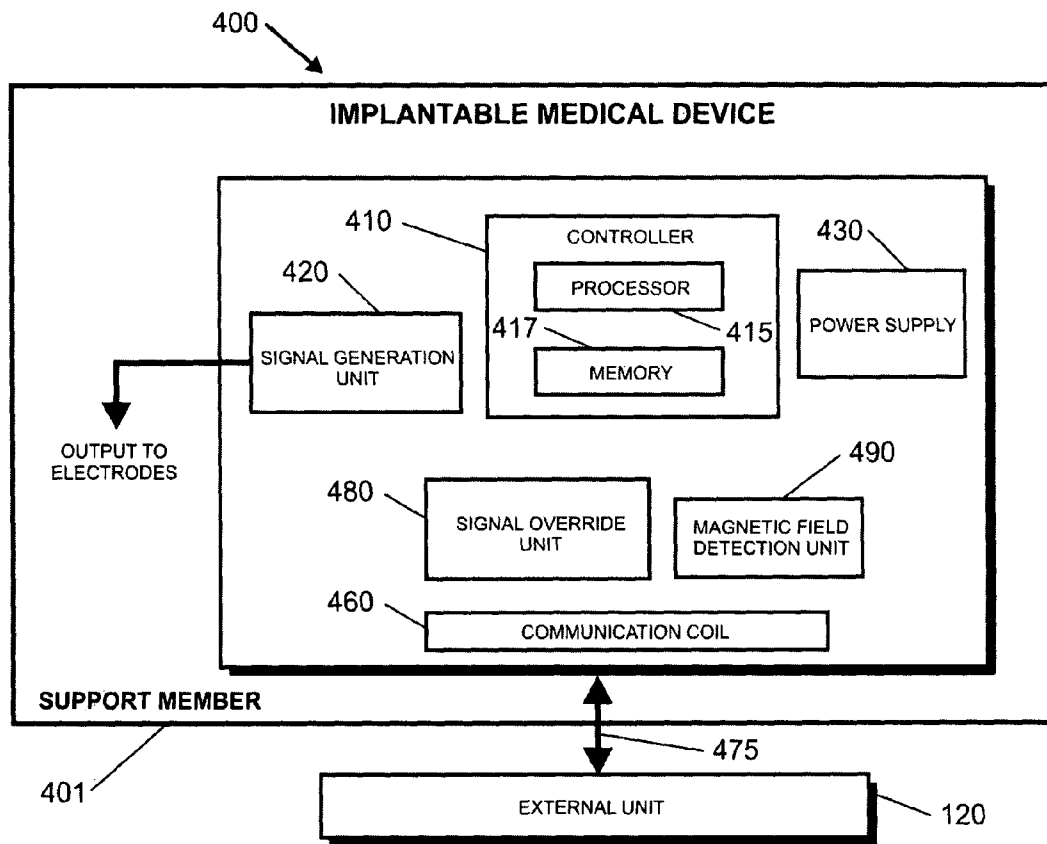 400
IMPLANTABLE MEDICAL DEVICE
410
CONTROLLER
430
420
PROCESSOR
POWER SUPPLY
417
415
SIGNAL GENERATION
UNIT
MEMORY
OUTPUT TO
ELECTRODES
490
480
SIGNAL OVERRIDE
UNIT
MAGNETIC FIELD
DETECTION UNIT
460
COMMUNICATION COIL
SUPPORT MEMBER
475
401
EXTERNAL UNIT
120